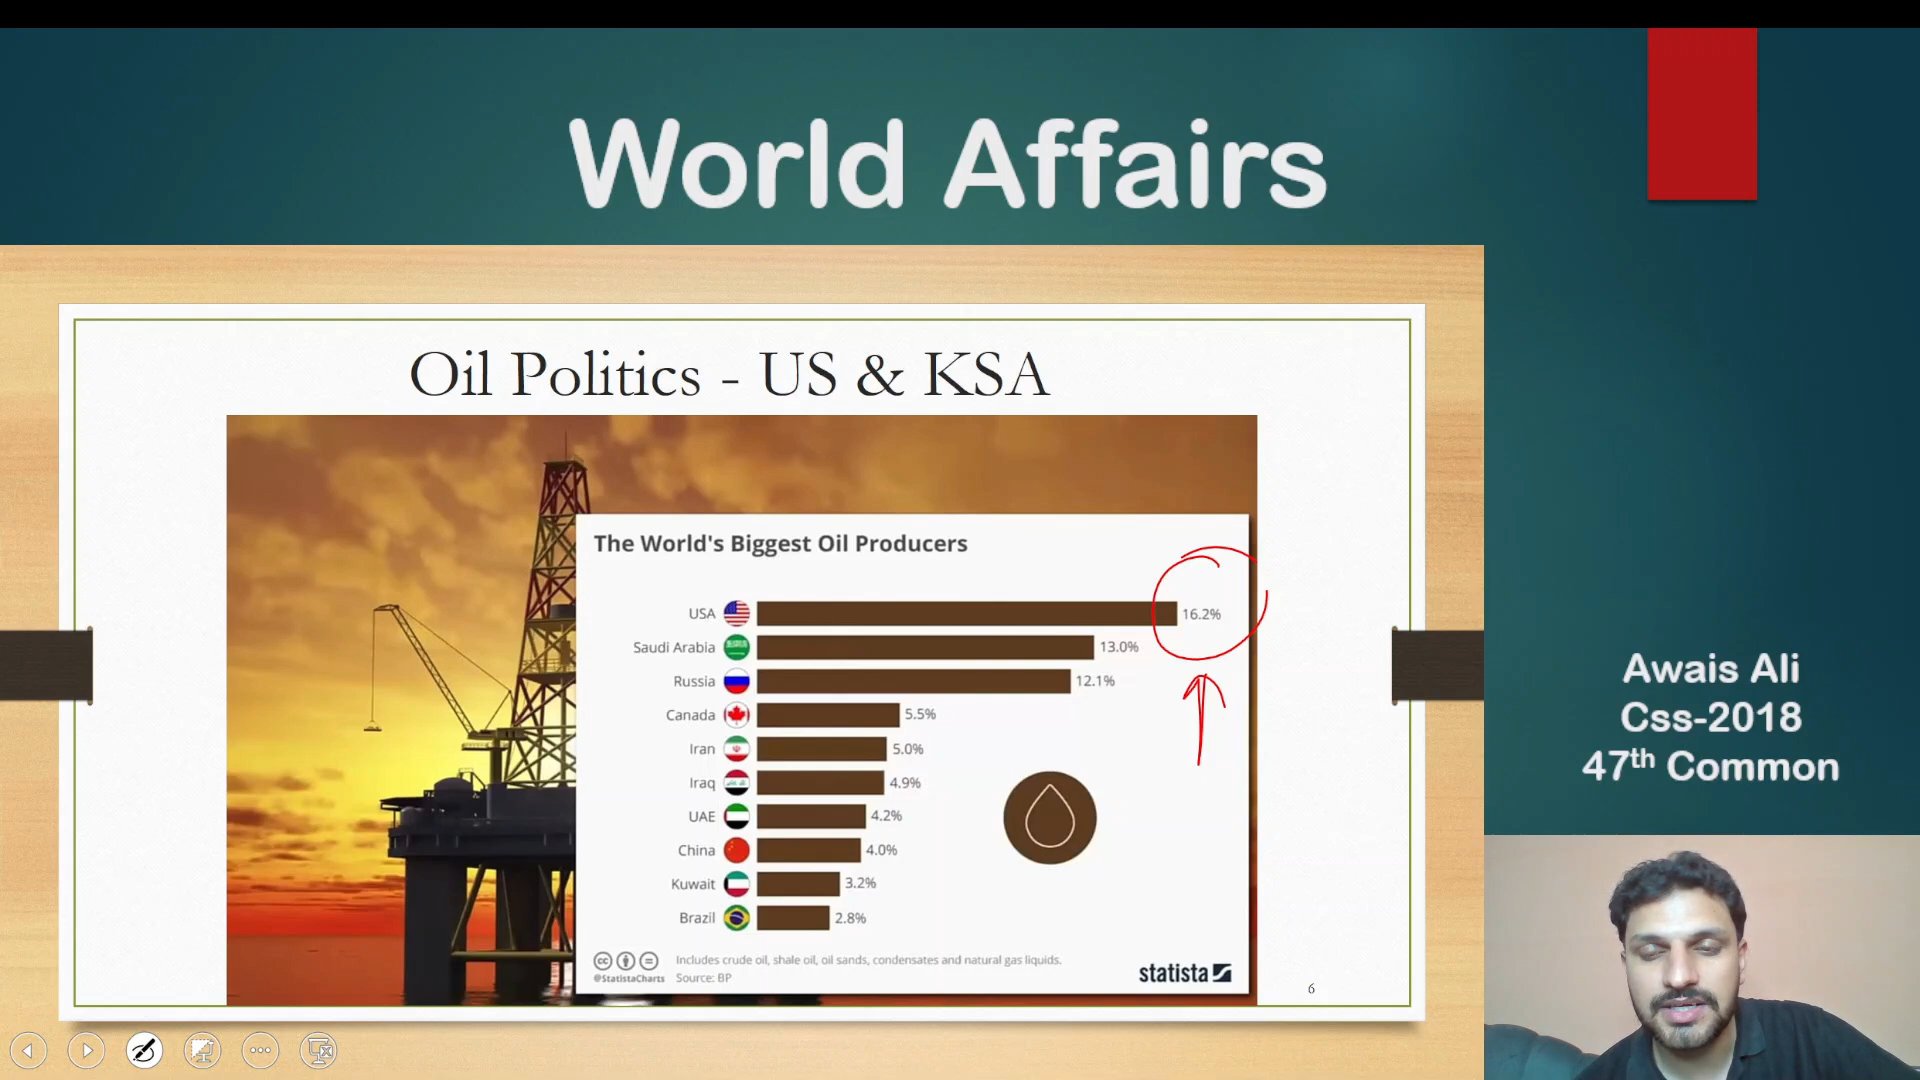 World Affairs
Oil Politics - US & KSA
The World's Biggest Oil Producers
USA 16.2%
Saudi Arabia 13.0%
Russia 12.1%
Canada 5.5%
Iran 5.0%
Iraq 4.9%
UAE 4.2%
China 4.0%
Kuwait 3.2%
Brazil 2.8%
Includes crude oil, shale oil, oil sands, condensates and natural gas liquids.
@StatistaCharts Source: BP
statista
6
Awais Ali
Css-2018
47th Common